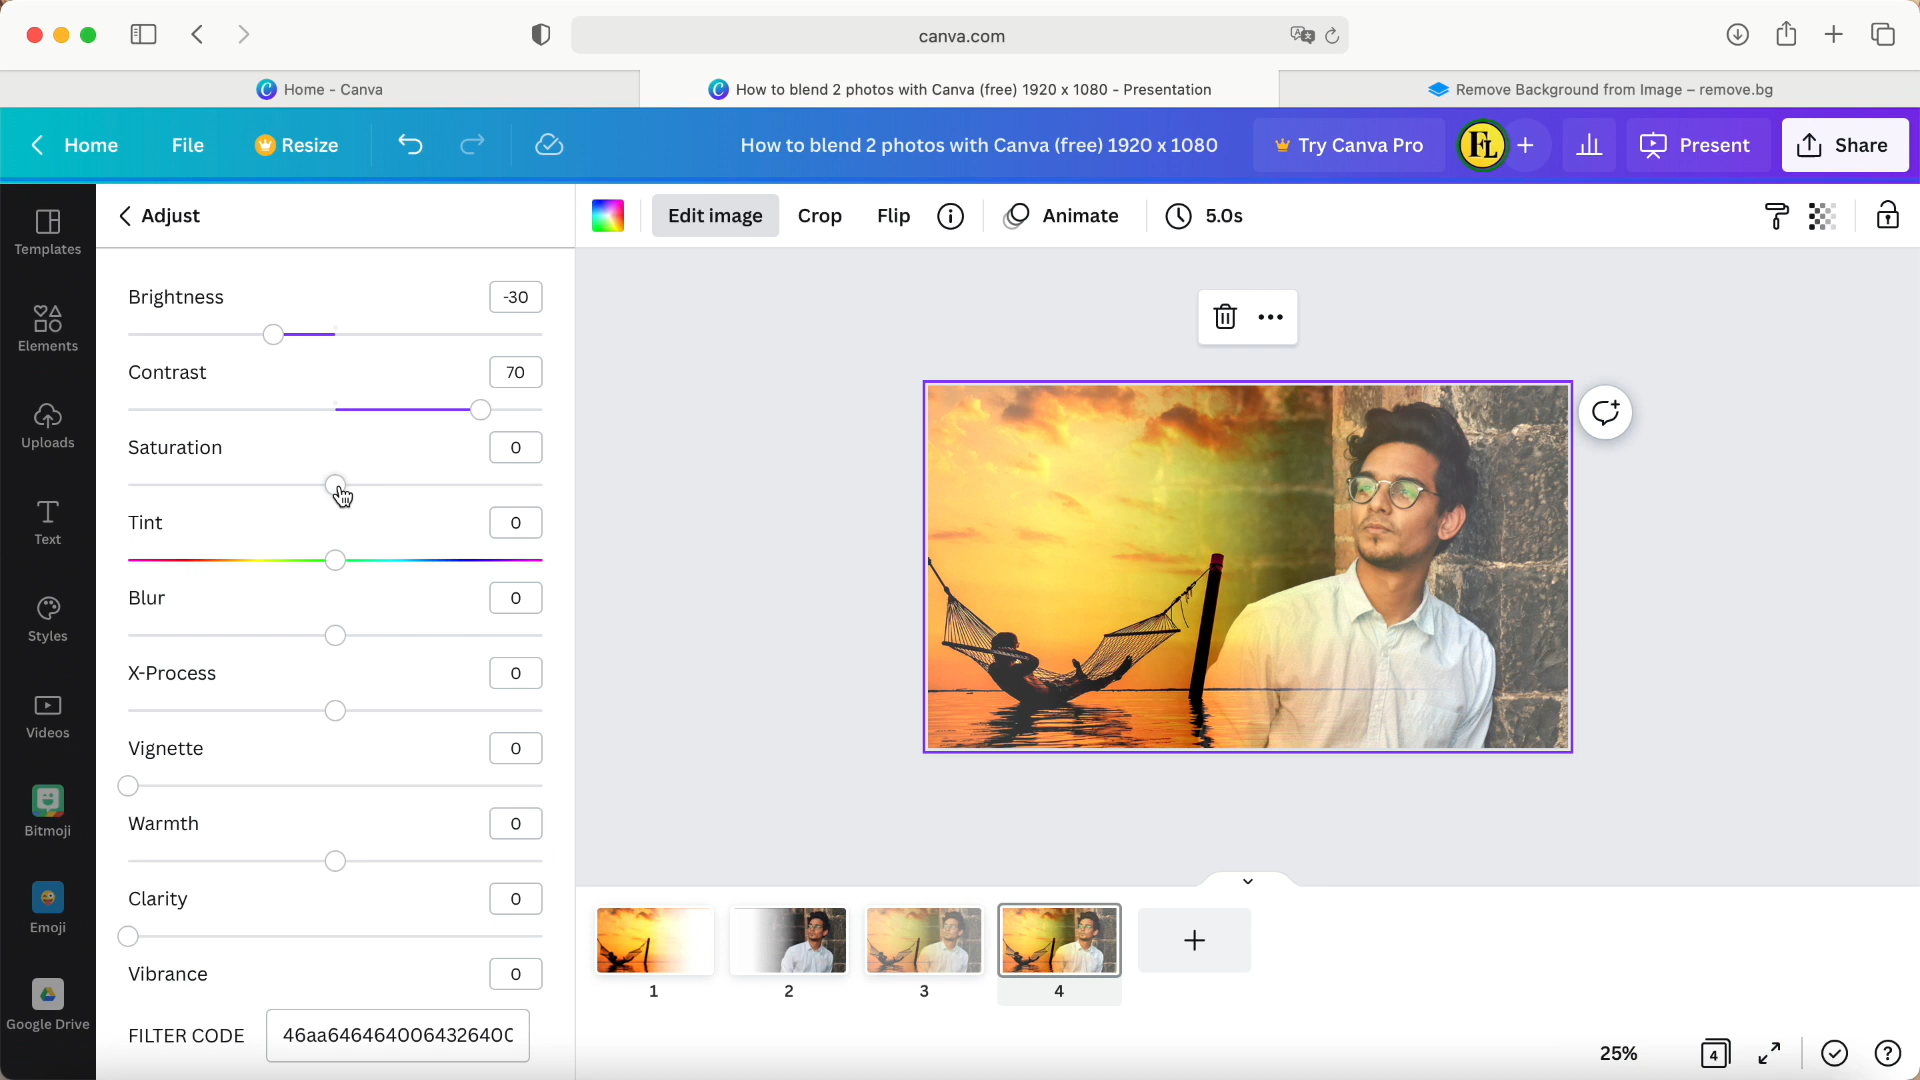 canva.com
Home - Canva
How to blend 2 photos with Canva (free) 1920 x 1080 - Presentation
Remove Background from Image – remove.bg
Home
File
Resize
How to blend 2 photos with Canva (free) 1920 x 1080
Try Canva Pro
FL
Present
Share
Templates
Elements
Uploads
Text
Styles
Videos
Bitmoji
Emoji
Google Drive
Adjust
Edit image
Crop
Flip
Animate
5.0s
Brightness -30
Contrast 70
Saturation 0
Tint 0
Blur 0
X-Process 0
Vignette 0
Warmth 0
Clarity 0
Vibrance 0
FILTER CODE
1
2
3
4
25%
4